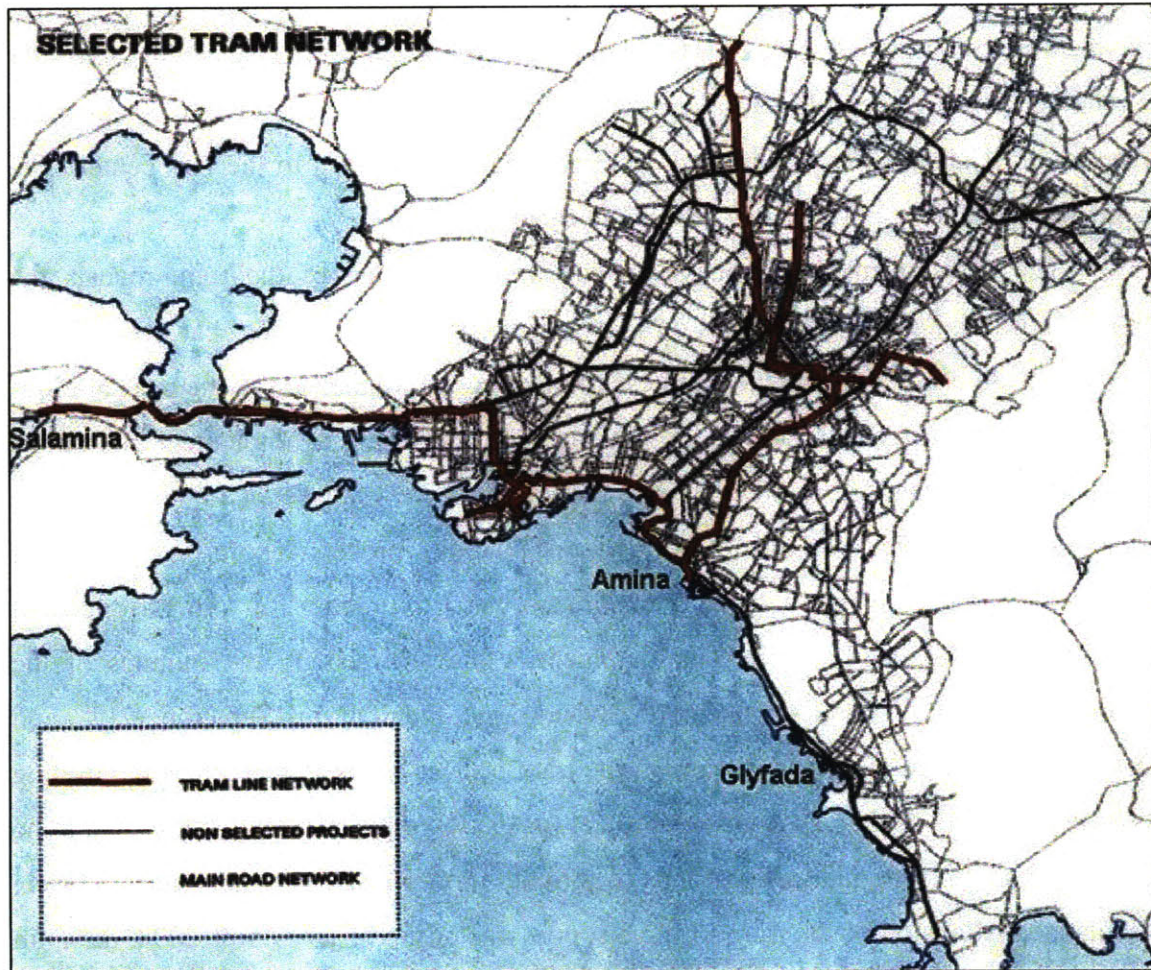 SELECTED TRAM NETWORK
Salamina
Amina
Glyfada
TRAM LINE NETWORK
NON SELECTED PROJECTS
MAIN ROAD NETWORK